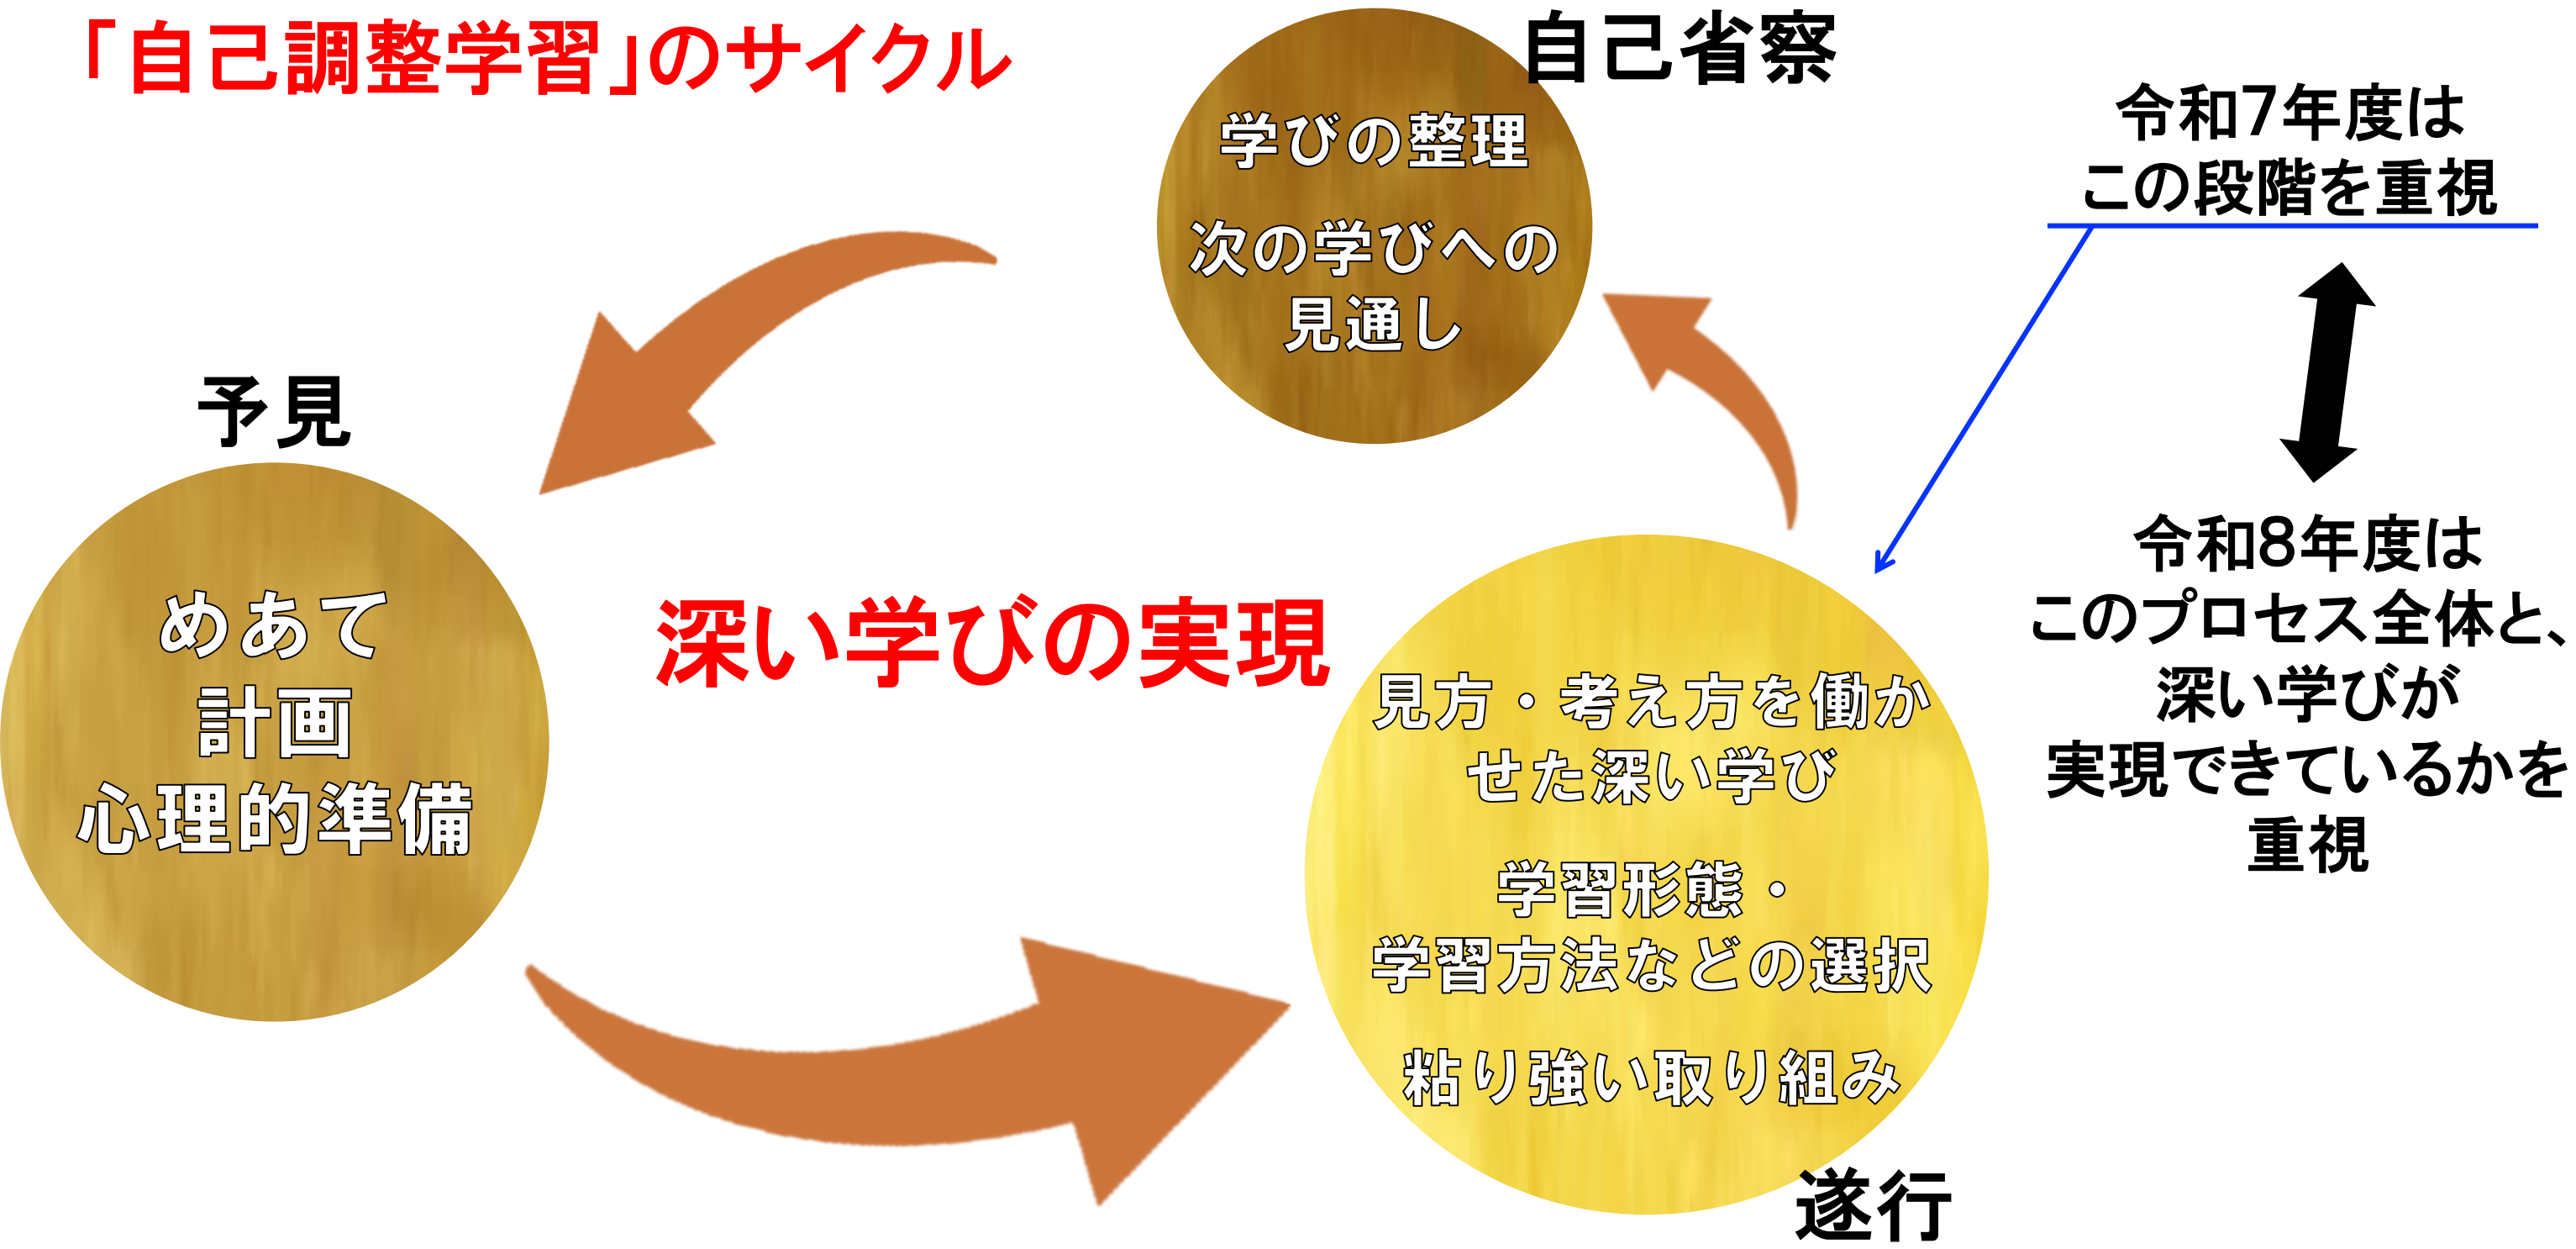 「自己調整学習」のサイクル
自己省察
学びの整理
次の学びへの
見通し
令和7年度は
この段階を重視
予見
めあて
計画
心理的準備
深い学びの実現
見方・考え方を働か
せた深い学び
学習形態・
学習方法などの選択
粘り強い取り組み
遂行
令和8年度は
このプロセス全体と、
深い学びが
実現できているかを
重視